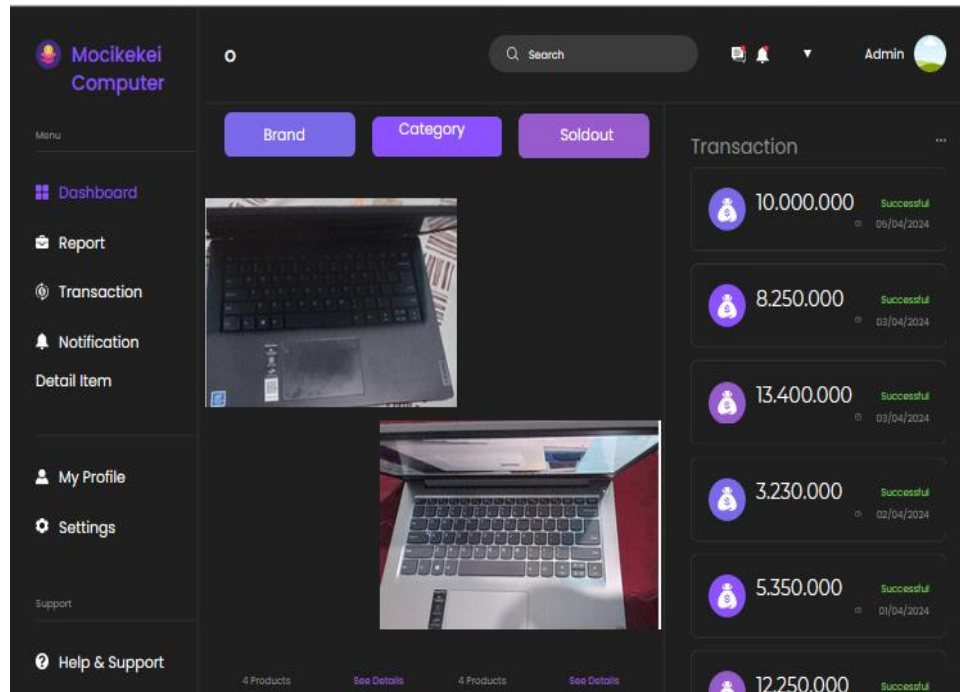 Mocikekei
Computer
o
Search
Admin
Menu
Dashboard
Report
Transaction
Notification
Detail Item
My Profile
Settings
Support
Help & Support
Brand
Category
Soldout
4 Products
See Details
4 Products
See Details
Transaction
10.000.000
Successful
05/04/2024
8.250.000
Successful
03/04/2024
13.400.000
Successful
03/04/2024
3.230.000
Successful
02/04/2024
5.350.000
Successful
01/04/2024
12.250.000
Successful